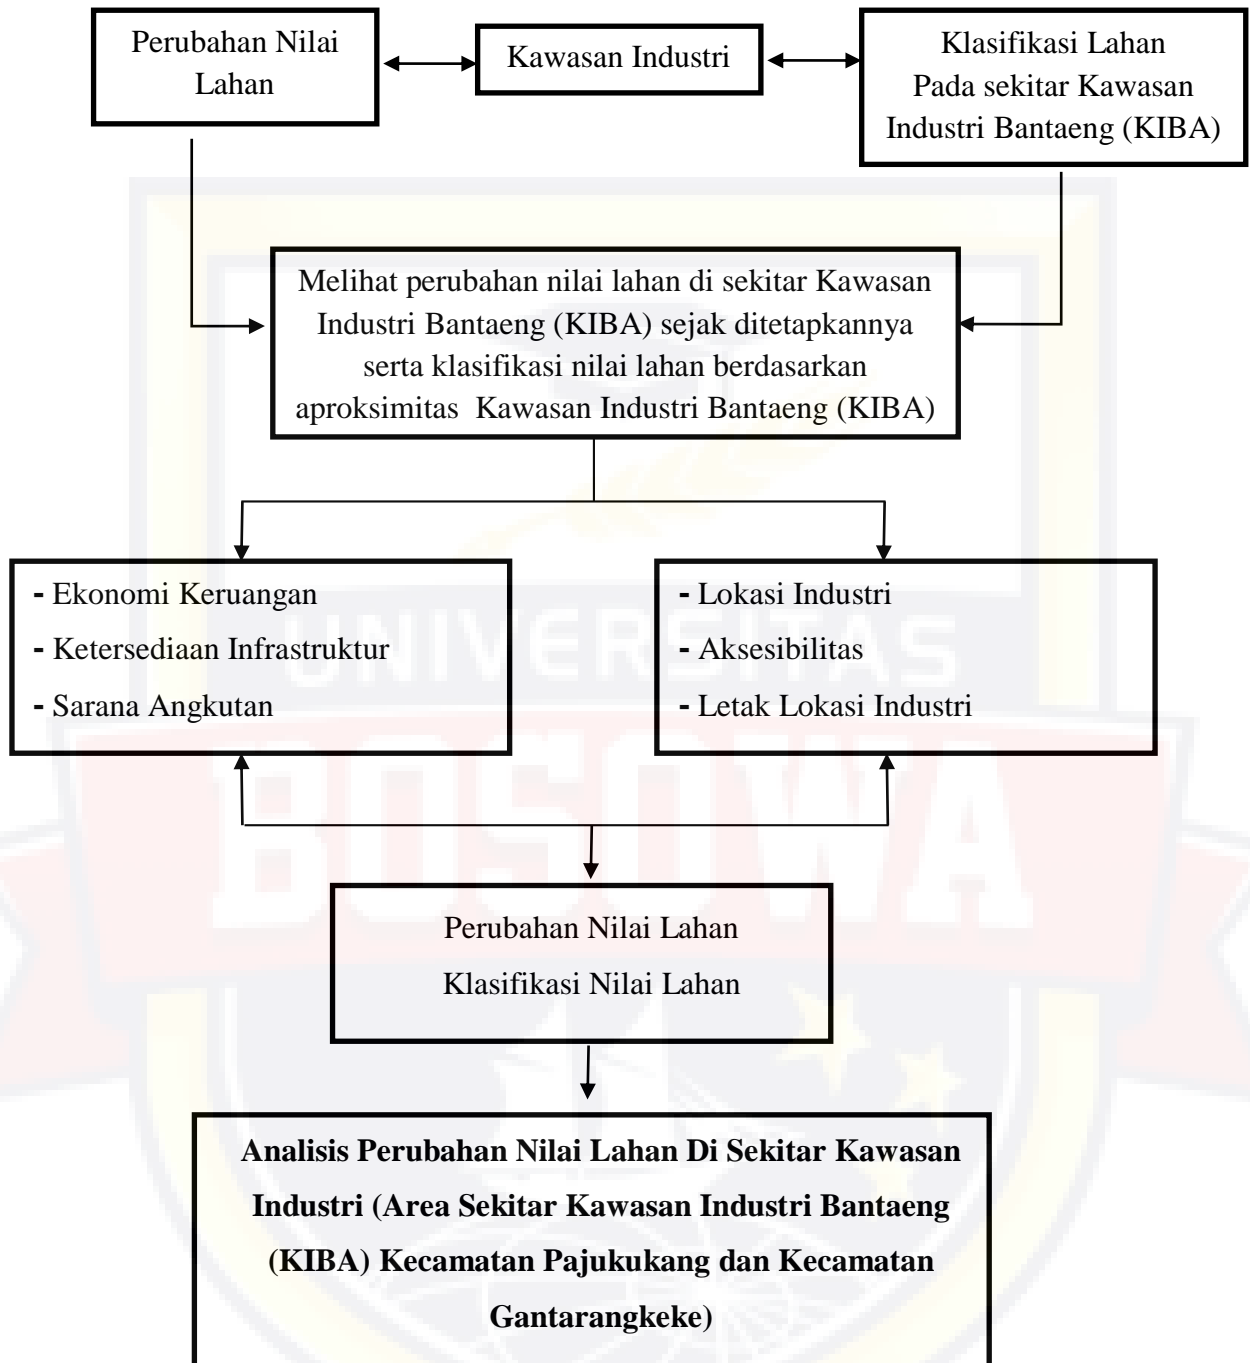 Perubahan Nilai
Lahan
Kawasan Industri
Klasifikasi Lahan
Pada sekitar Kawasan
Industri Bantaeng (KIBA)
Melihat perubahan nilai lahan di sekitar Kawasan
Industri Bantaeng (KIBA) sejak ditetapkannya
serta klasifikasi nilai lahan berdasarkan
aproksimitas Kawasan Industri Bantaeng (KIBA)
- Ekonomi Keruangan
- Ketersediaan Infrastruktur
- Sarana Angkutan
- Lokasi Industri
- Aksesibilitas
- Letak Lokasi Industri
UNIVERSITAS
BOSOWA
Perubahan Nilai Lahan
Klasifikasi Nilai Lahan
Analisis Perubahan Nilai Lahan Di Sekitar Kawasan
Industri (Area Sekitar Kawasan Industri Bantaeng
(KIBA) Kecamatan Pajukukang dan Kecamatan
Gantarangkeke)